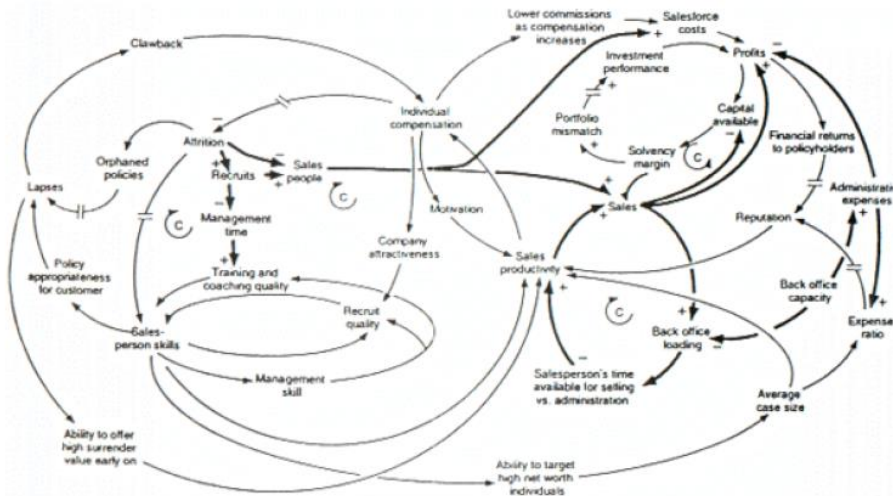 Lower commissions
as compensation
increases
Salesforce
costs
Clawback
Investment
performance
Profits
Individual
compensation
Portfolio
mismatch
Capital
available
Attrition
Financial returns
to policyholders
Orphaned
policies
Sales
people
Recruits
Solvency
margin
C
Lapses
C
C
Motivation
Sales
Administrative
expenses
Management
time
Reputation
Company
attractiveness
Sales
productivity
Policy
appropriateness
for customer
Training and
coaching quality
Back office
capacity
Recruit
quality
C
Sales-
person skills
Back office
loading
Expense
ratio
Management
skill
Salesperson's time
available for selling
vs. administration
Average
case size
Ability to offer
high surrender
value early on
Ability to target
high net worth
individuals